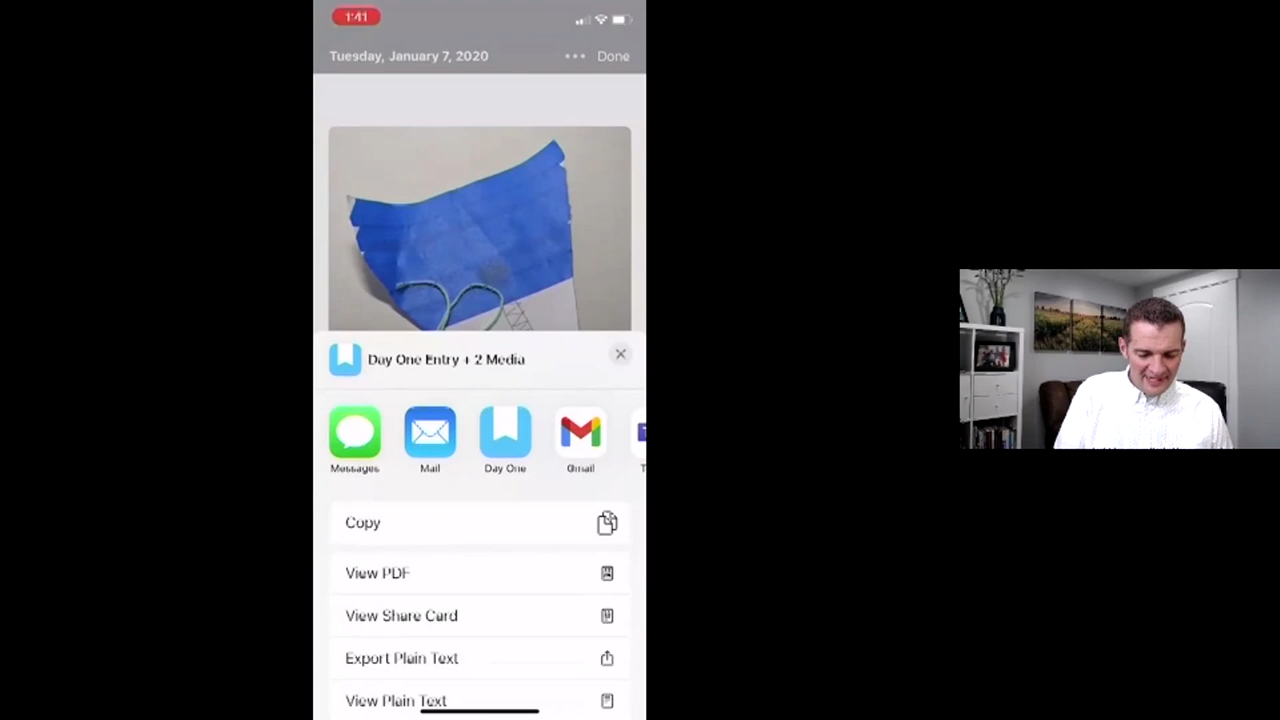 1:41
Tuesday, January 7, 2020 ••• Done
Day One Entry + 2 Media
Messages Mail Day One Gmail T
Copy
View PDF
View Share Card
Export Plain Text
View Plain Text